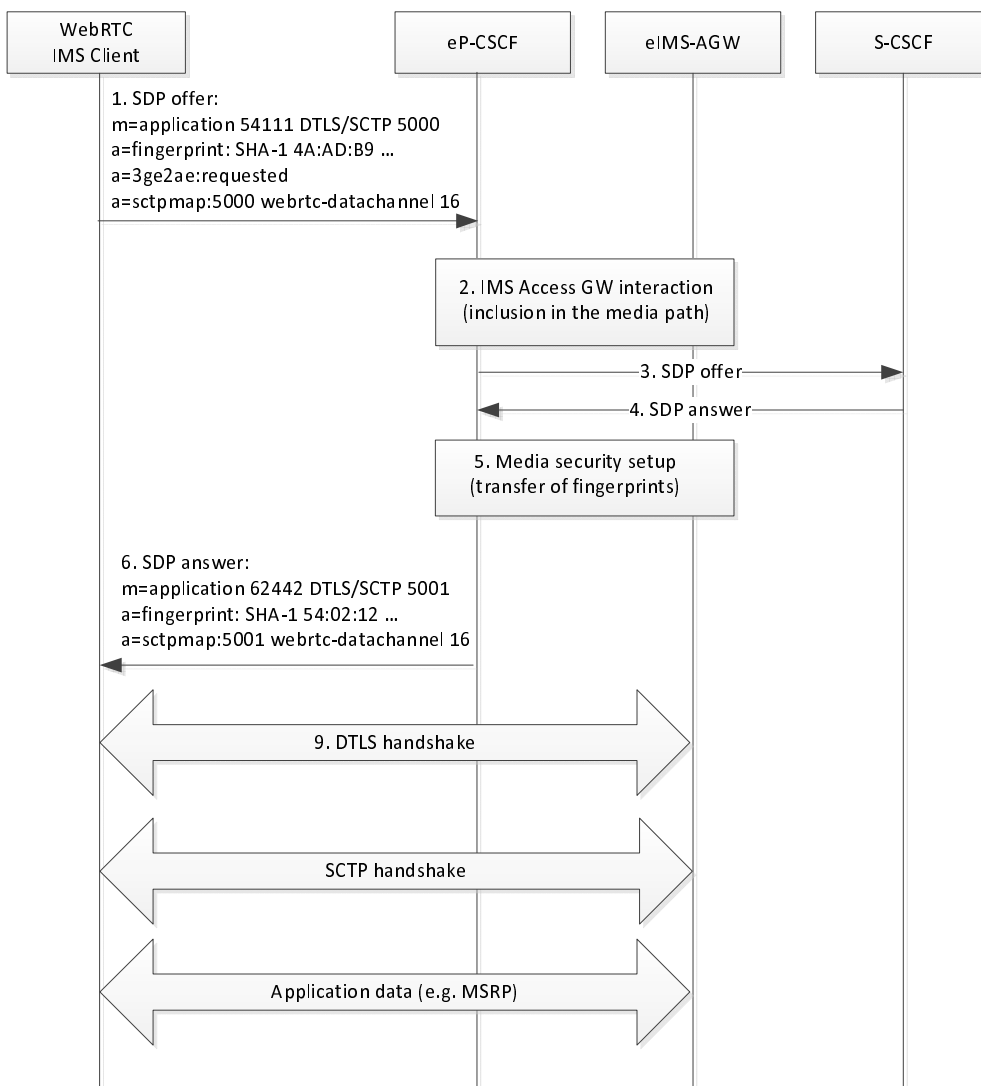 WebRTC
IMS Client
eP-CSCF
eIMS-AGW
S-CSCF
1. SDP offer:
m=application 54111 DTLS/SCTP 5000
a=fingerprint: SHA-1 4A:AD:B9 ...
a=3ge2ae:requested
a=sctpmap:5000 webrtc-datachannel 16
2. IMS Access GW interaction
(inclusion in the media path)
3. SDP offer
4. SDP answer
5. Media security setup
(transfer of fingerprints)
6. SDP answer:
m=application 62442 DTLS/SCTP 5001
a=fingerprint: SHA-1 54:02:12 ...
a=sctpmap:5001 webrtc-datachannel 16
9. DTLS handshake
SCTP handshake
Application data (e.g. MSRP)